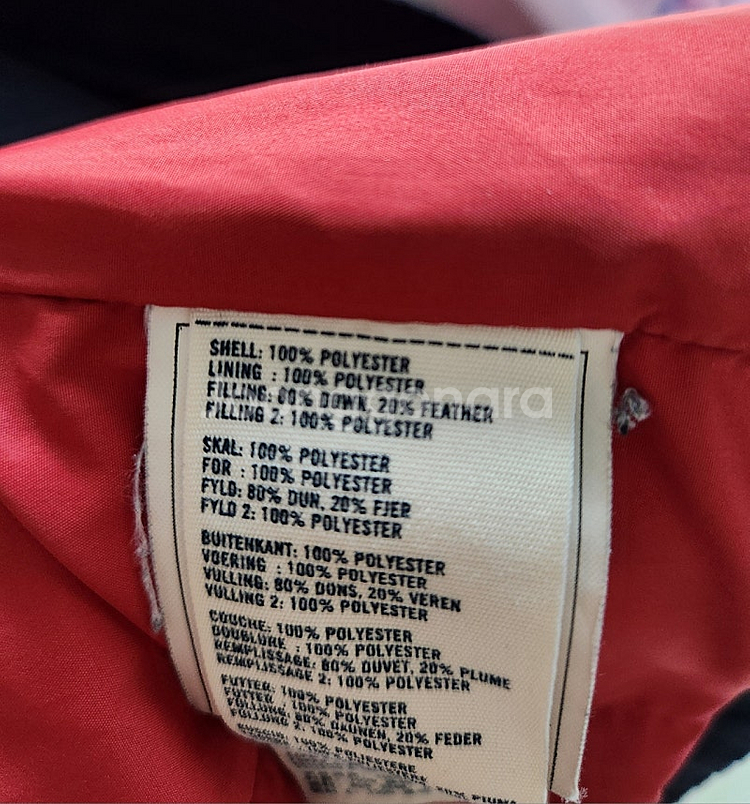 SHELL: 100% POLYESTER
LINING : 100% POLYESTER
FILLING: 80% DOWN, 20% FEATHER
FILLING 2: 100% POLYESTER
SKAL: 100% POLYESTER
FOR : 100% POLYESTER
FYLD: 80% DUN, 20% FJER
FYLD 2: 100% POLYESTER
BUITENKANT: 100% POLYESTER
VOERING : 100% POLYESTER
VULLING: 80% DONS, 20% VEREN
VULLING 2: 100% POLYESTER
COUCHE: 100% POLYESTER
DOUBLURE : 100% POLYESTER
REMPLISSAGE: 80% DUVET, 20% PLUME
REMPLISSAGE 2: 100% POLYESTER
FUTTER: 100% POLYESTER
FUTTER : 100% POLYESTER
FÜLLUNG: 80% DAUNEN, 20% FEDER
FÜLLUNG 2: 100% POLYESTER
GUSCIO: 100% POLIESTERE